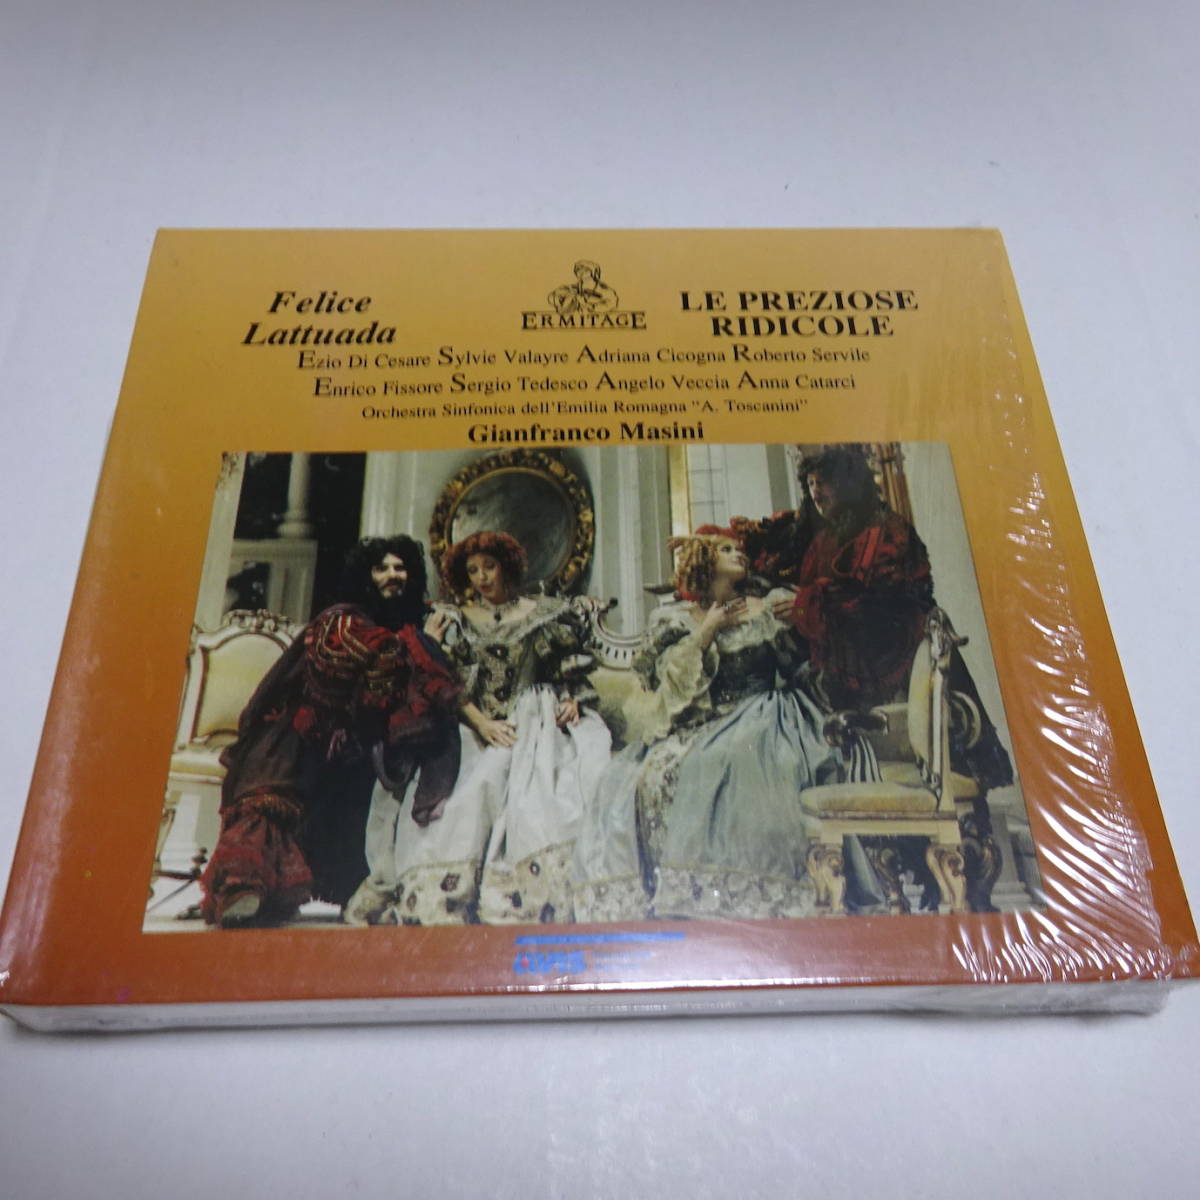 Felice
Lattuada
ERMITAGE
LE PREZIOSE
RIDICOLE
Ezio Di Cesare Sylvie Valayre Adriana Cicogna Roberto Servile
Enrico Fissore Sergio Tedesco Angelo Veccia Anna Catarci
Orchestra Sinfonica dell'Emilia Romagna "A. Toscanini"
Gianfranco Masini